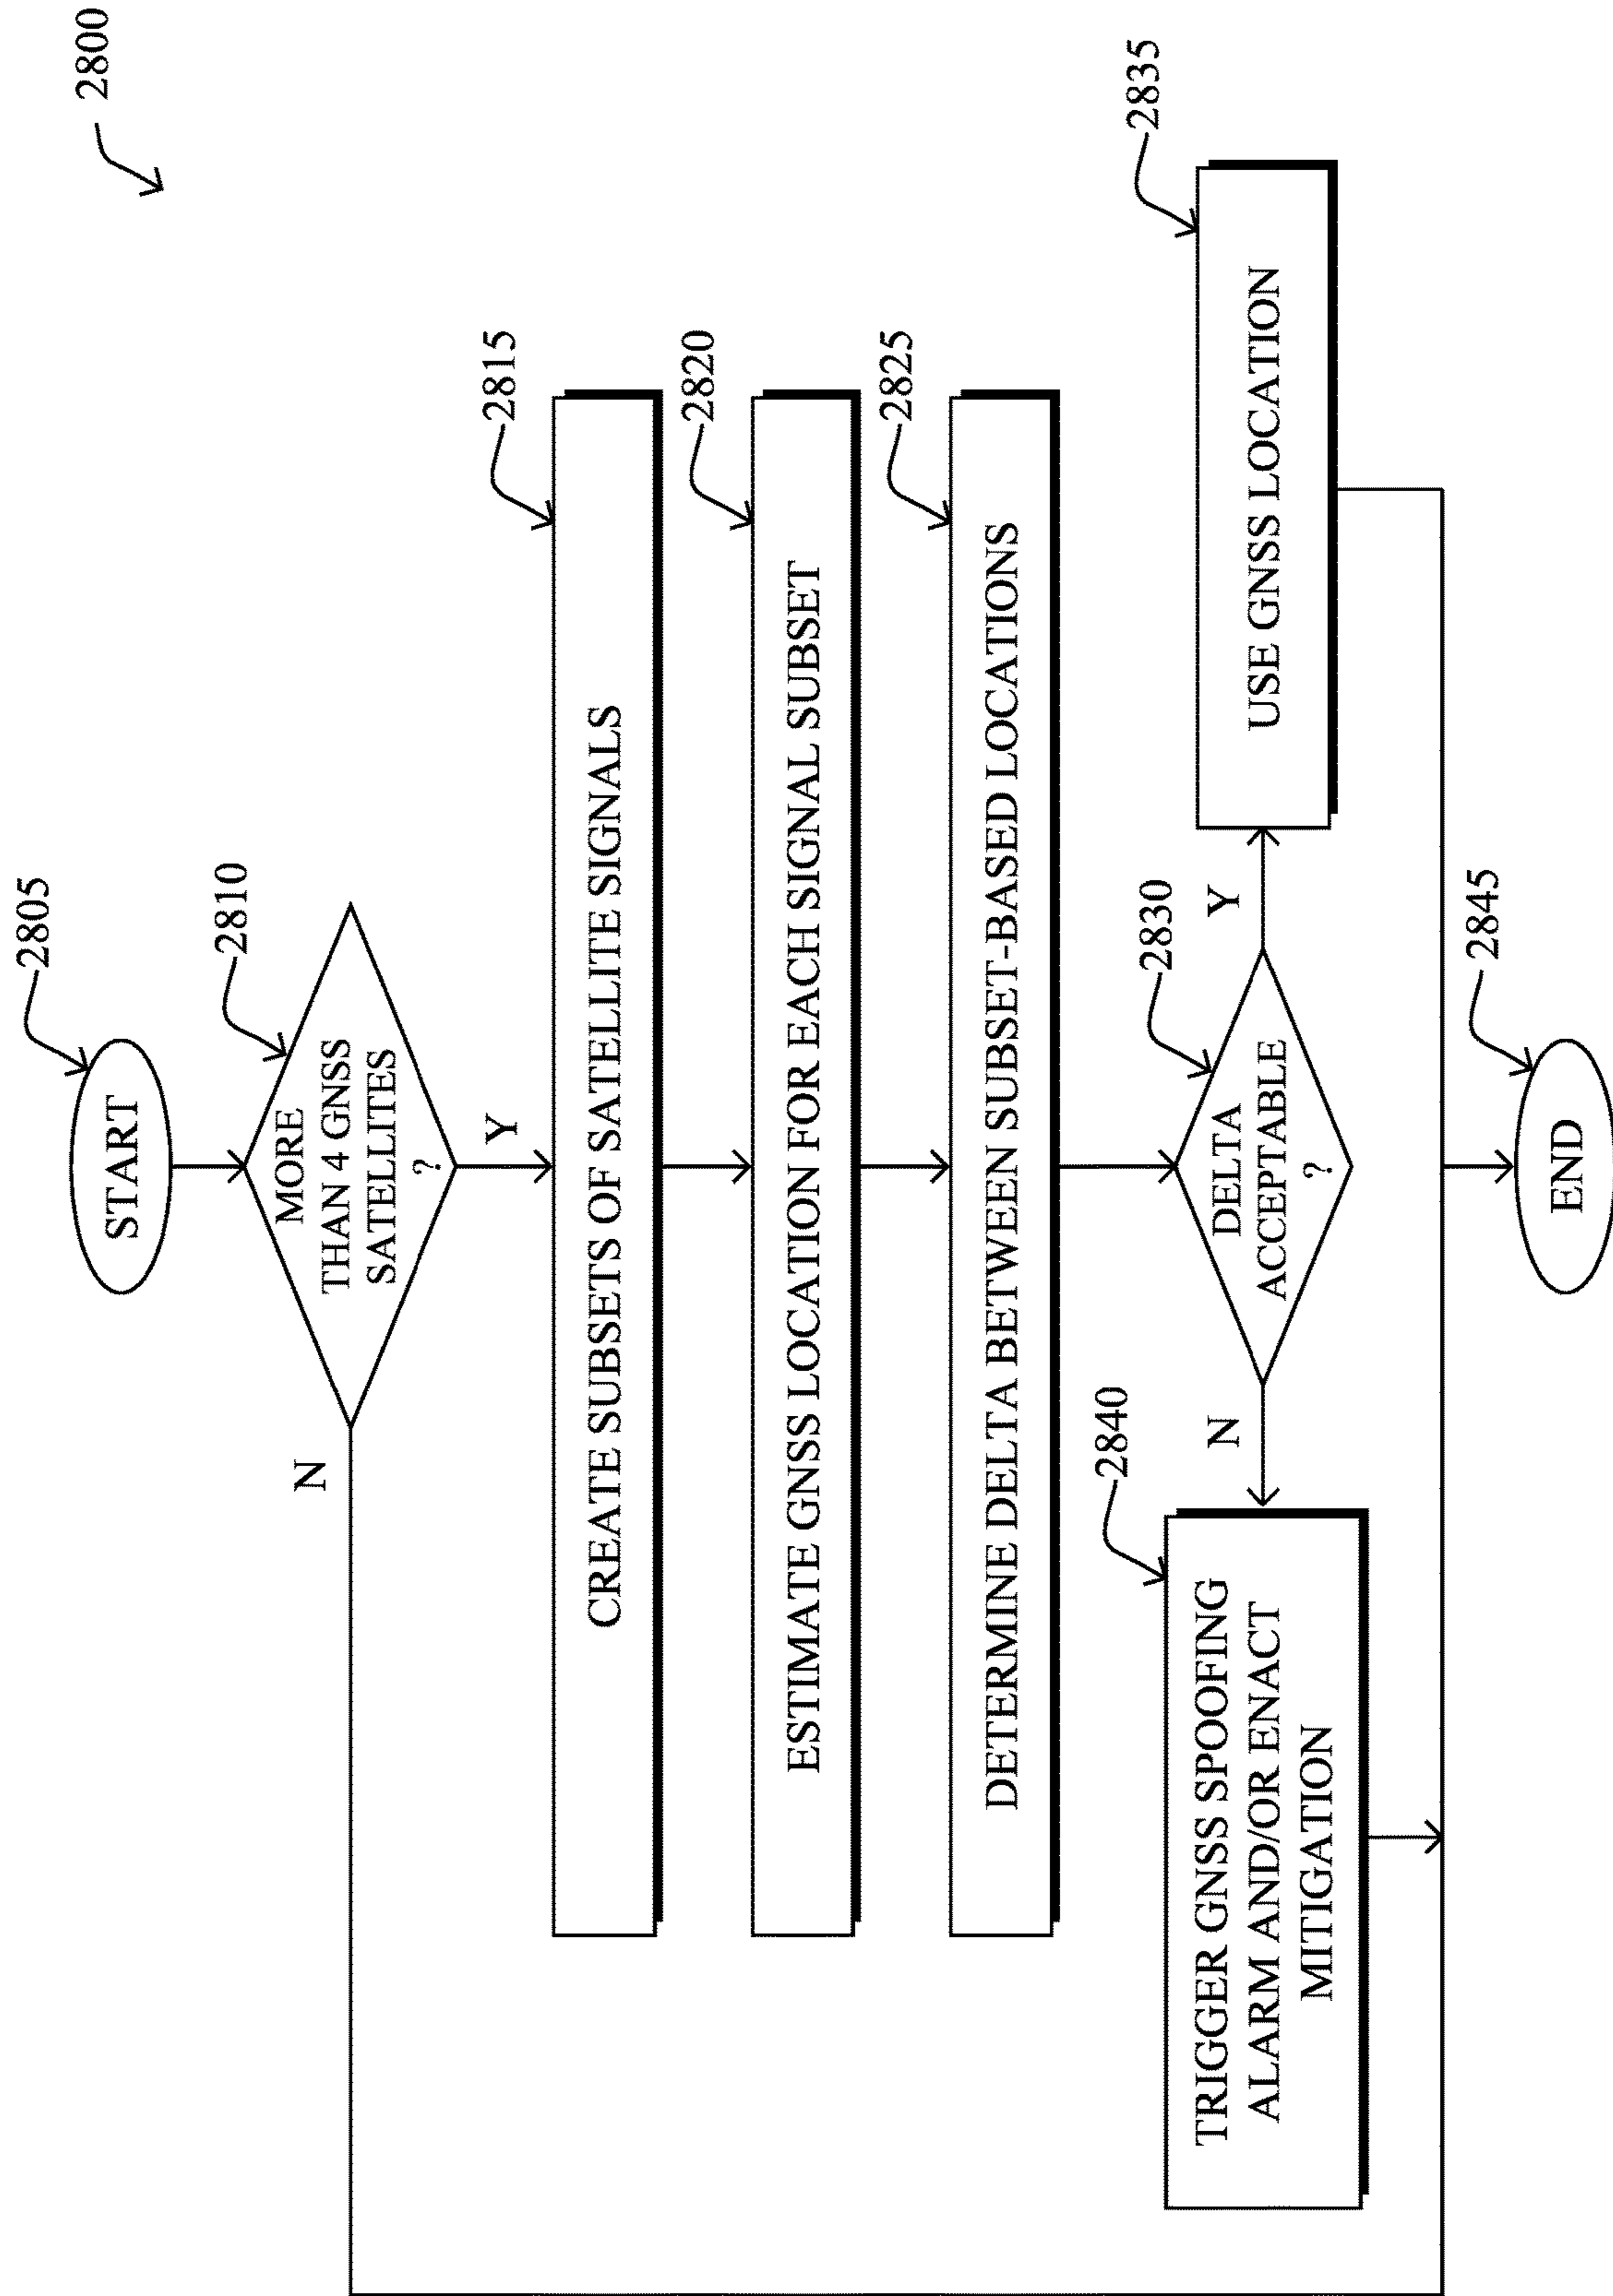 2800
2805
START
2810
MORE
THAN 4 GNSS
SATELLITES
?
N
Y
2815
CREATE SUBSETS OF SATELLITE SIGNALS
2820
ESTIMATE GNSS LOCATION FOR EACH SIGNAL SUBSET
2825
DETERMINE DELTA BETWEEN SUBSET-BASED LOCATIONS
2830
DELTA
ACCEPTABLE
?
Y
2835
USE GNSS LOCATION
N
2840
TRIGGER GNSS SPOOFING
ALARM AND/OR ENACT
MITIGATION
2845
END